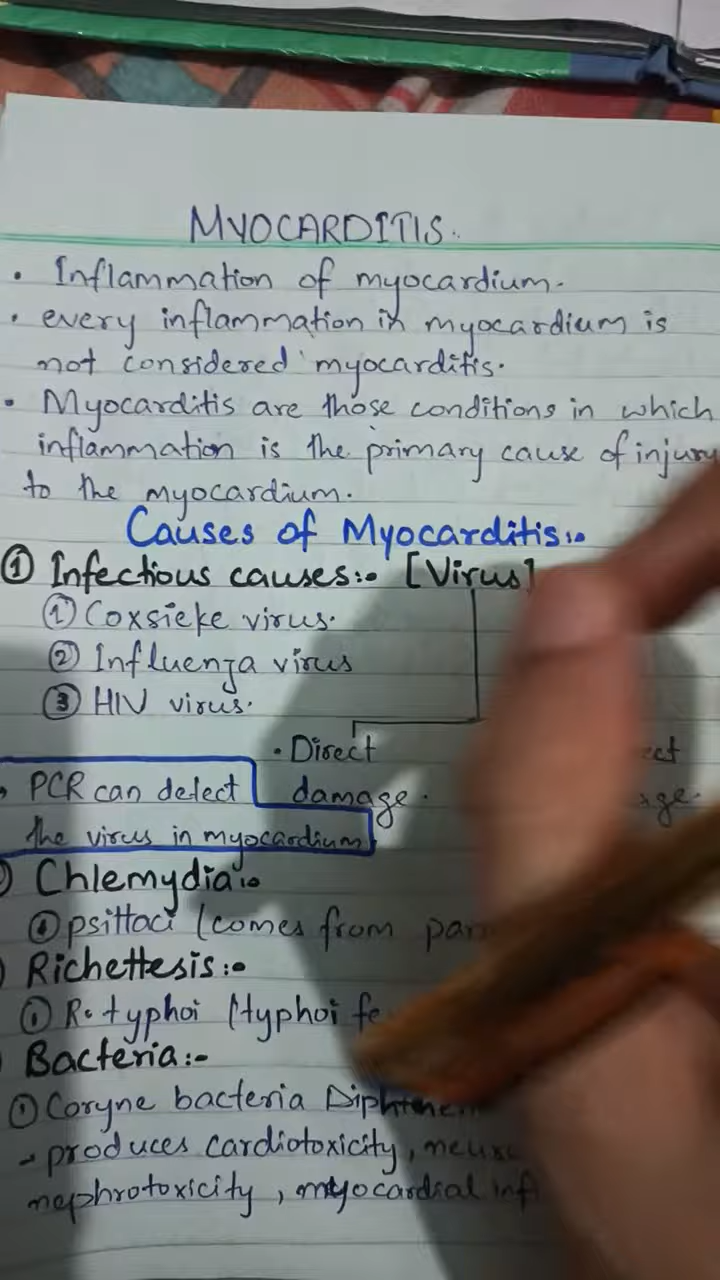 MYOCARDITIS.
• Inflammation of myocardium.
• every inflammation in myocardium is
not considered myocarditis.
• Myocarditis are those conditions in which
inflammation is the primary cause of injury
to the myocardium.
Causes of Myocarditis:-
① Infectious causes:- [Virus]
① Coxsieke virus.
② Influenza virus
③ HIV virus.
• Direct
damage.
PCR can detect
the virus in myocardium
Chlemydia:-
① psittaci (comes from
Richettesis:-
① R. typhoi (typhoi
Bacteria:-
① Coryne bacteria
→ produces cardiotoxicity,
nephrotoxicity, myocardial